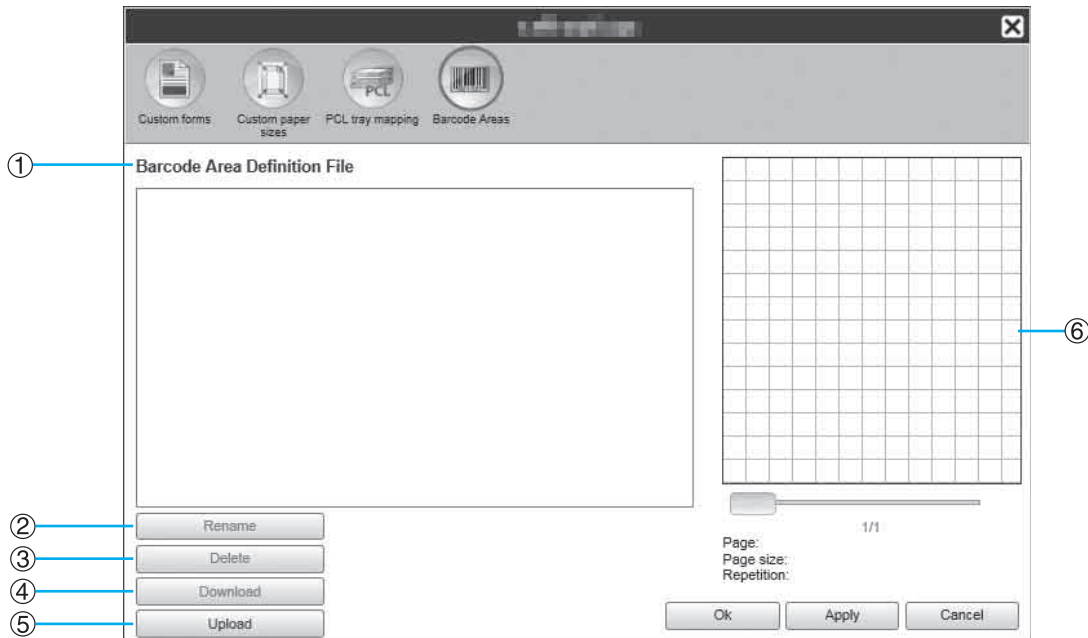 Custom forms
Custom paper
sizes
PCL
PCL tray mapping
Barcode Areas
①
Barcode Area Definition File
⑥
② Rename
③ Delete
④ Download
⑤ Upload
1/1
Page:
Page size:
Repetition:
Ok Apply Cancel